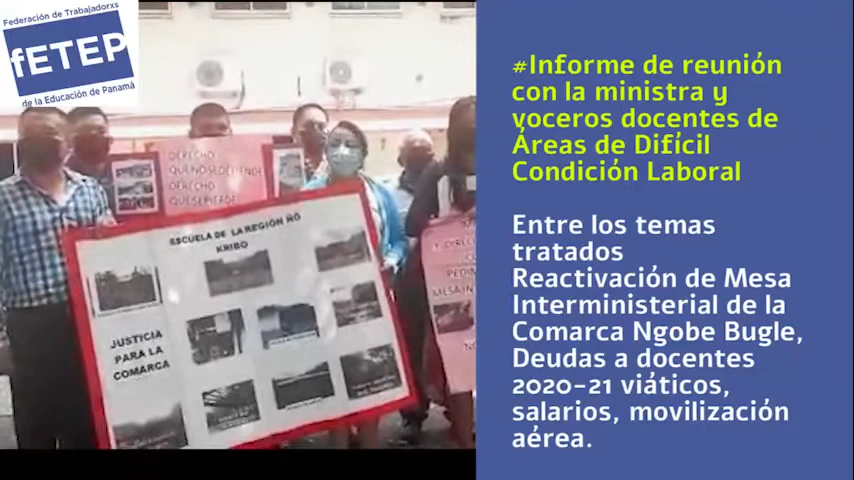 Federación de Trabajadorxs
fETEP
de la Educación de Panamá
DERECHO
QUENOSEDEFIENDE
DERECHO
QUESEPIERDE
ESCUELA DE LA REGIÓN ÑO
KRIBO
JUSTICIA
PARA LA
COMARCA
#Informe de reunión
con la ministra y
voceros docentes de
Áreas de Difícil
Condición Laboral
Entre los temas
tratados
Reactivación de Mesa
Interministerial de la
Comarca Ngobe Bugle,
Deudas a docentes
2020-21 viáticos,
salarios, movilización
aérea.